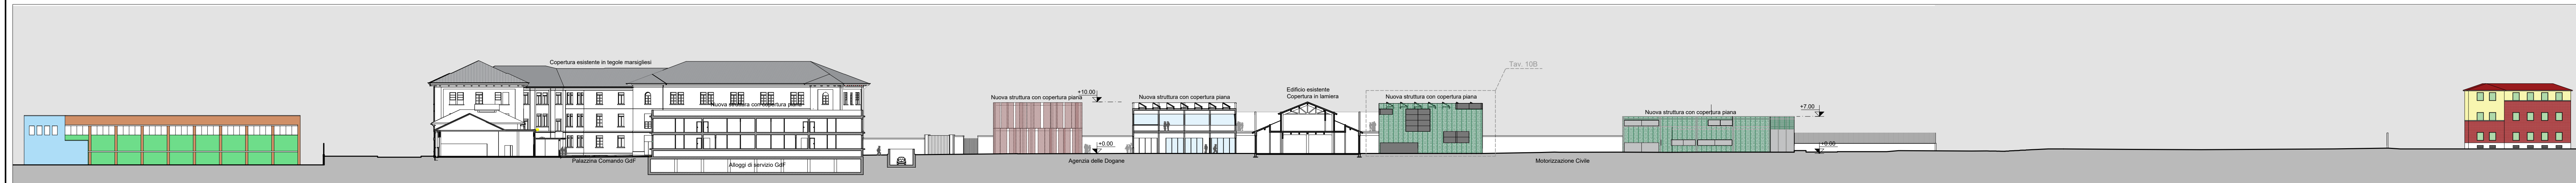 Copertura esistente in tegole marsigliesi
Nuova struttura con copertura piana
Palazzina Comando GdF
Alloggi di servizio GdF
Nuova struttura con copertura piana
+10.00
+0.00
Agenzia delle Dogane
Nuova struttura con copertura piana
Edificio esistente
Copertura in lamiera
Nuova struttura con copertura piana
Tav. 10B
Motorizzazione Civile
Nuova struttura con copertura piana
+7.00
+0.00